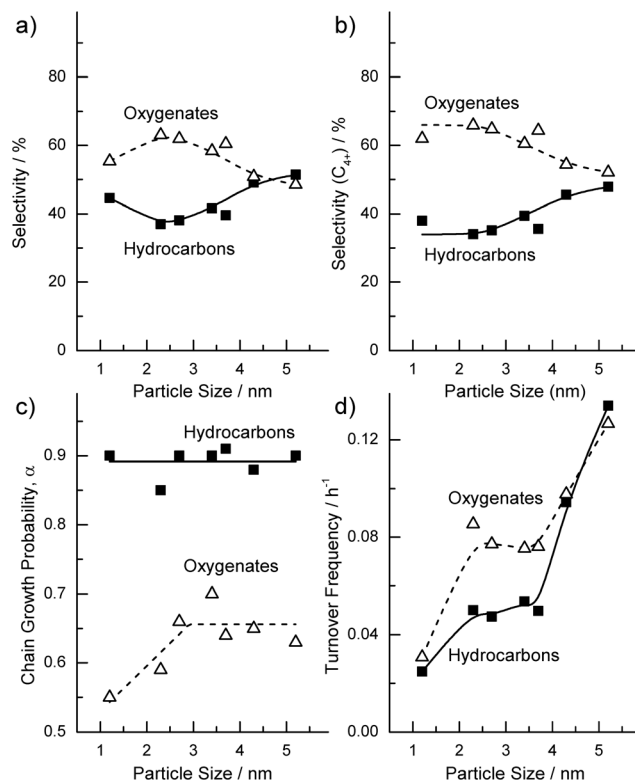 a)
Selectivity / %
80
60
40
20
0
Oxygenates
Hydrocarbons
1 2 3 4 5
Particle Size / nm
b)
Selectivity (C4+) / %
80
60
40
20
0
Oxygenates
Hydrocarbons
1 2 3 4 5
Particle Size (nm)
c)
Chain Growth Probability, α
0.9
0.8
0.7
0.6
0.5
Hydrocarbons
Oxygenates
1 2 3 4 5
Particle Size / nm
d)
Turnover Frequency / h-1
0.12
0.08
0.04
0.00
Oxygenates
Hydrocarbons
1 2 3 4 5
Particle Size / nm